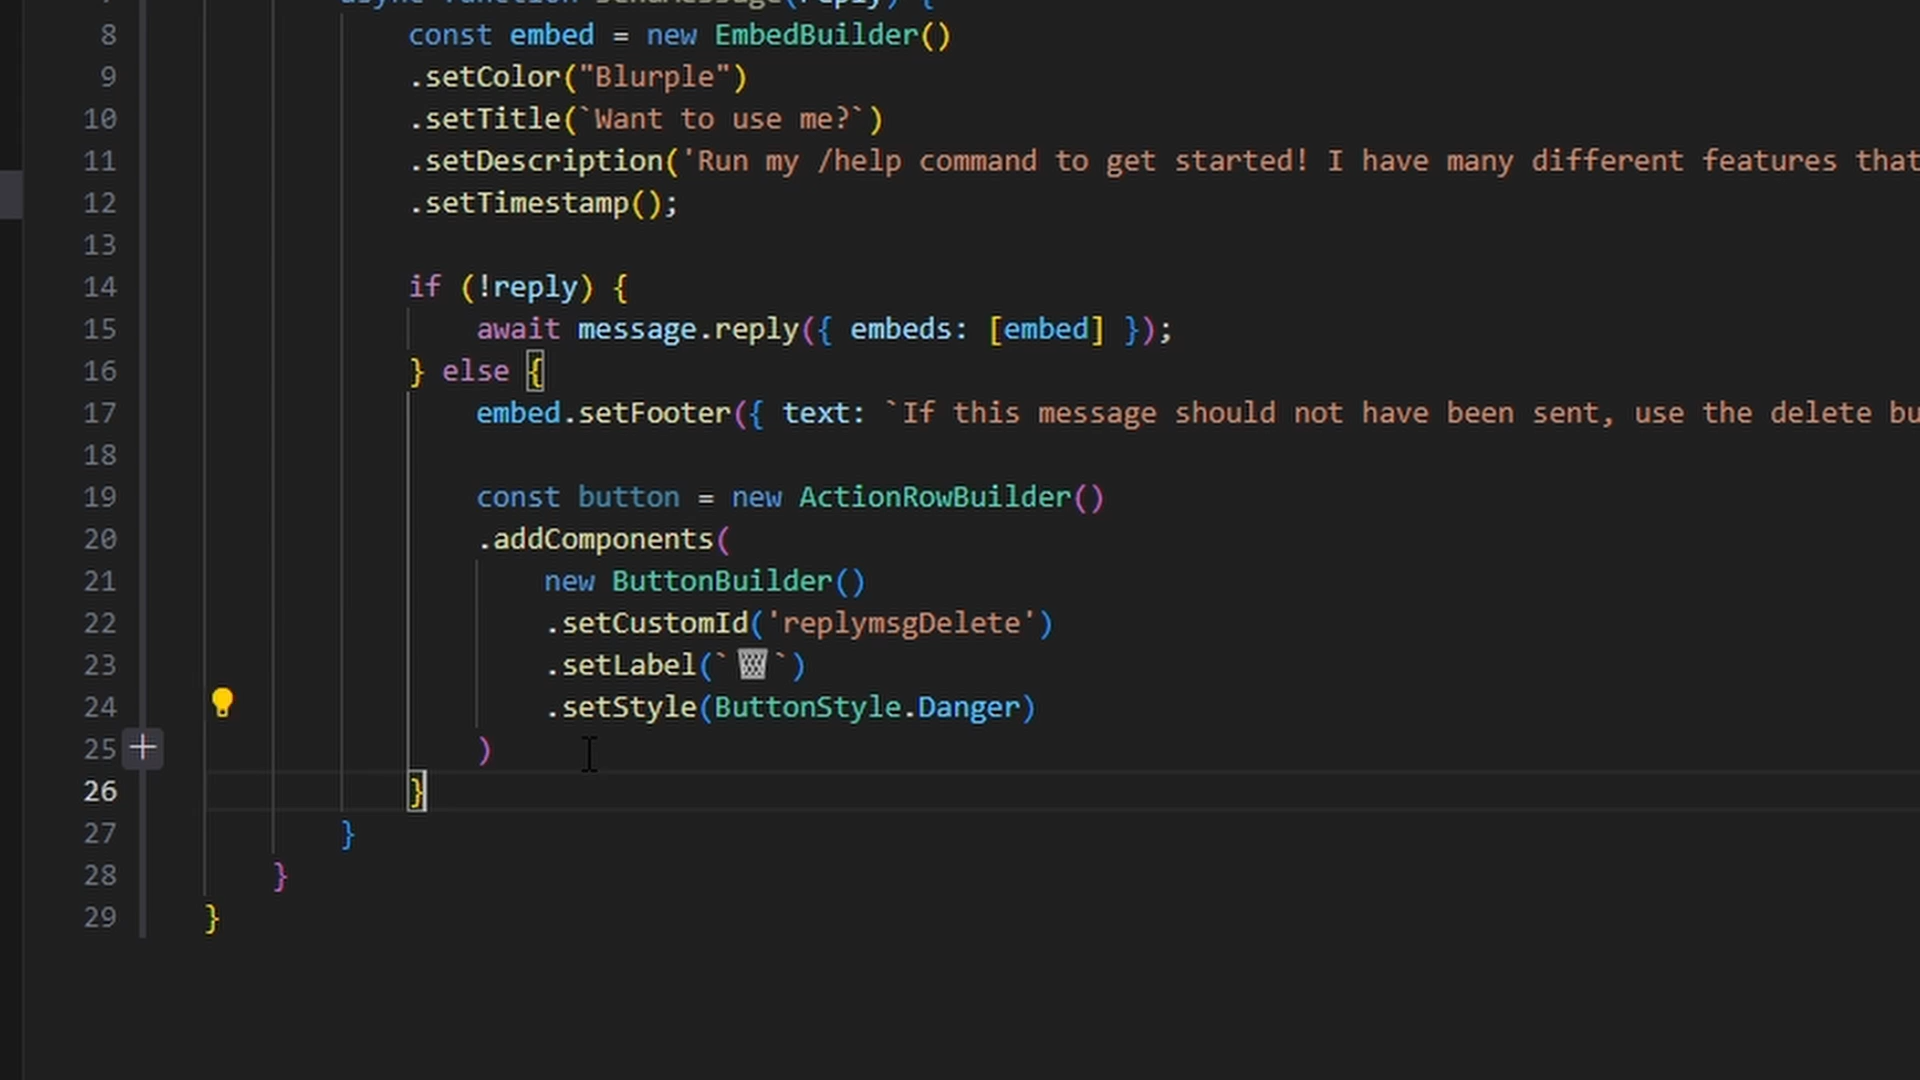 8 const embed = new EmbedBuilder()
9 .setColor("Blurple")
10 .setTitle(`Want to use me?`)
11 .setDescription('Run my /help command to get started! I have many different features that
12 .setTimestamp();
13
14 if (!reply) {
15 await message.reply({ embeds: [embed] });
16 } else {
17 embed.setFooter({ text: `If this message should not have been sent, use the delete bu
18
19 const button = new ActionRowBuilder()
20 .addComponents(
21 new ButtonBuilder()
22 .setCustomId('replymsgDelete')
23 .setLabel(`🗑`)
24 .setStyle(ButtonStyle.Danger)
25 )
26 }
27 }
28 }
29 }